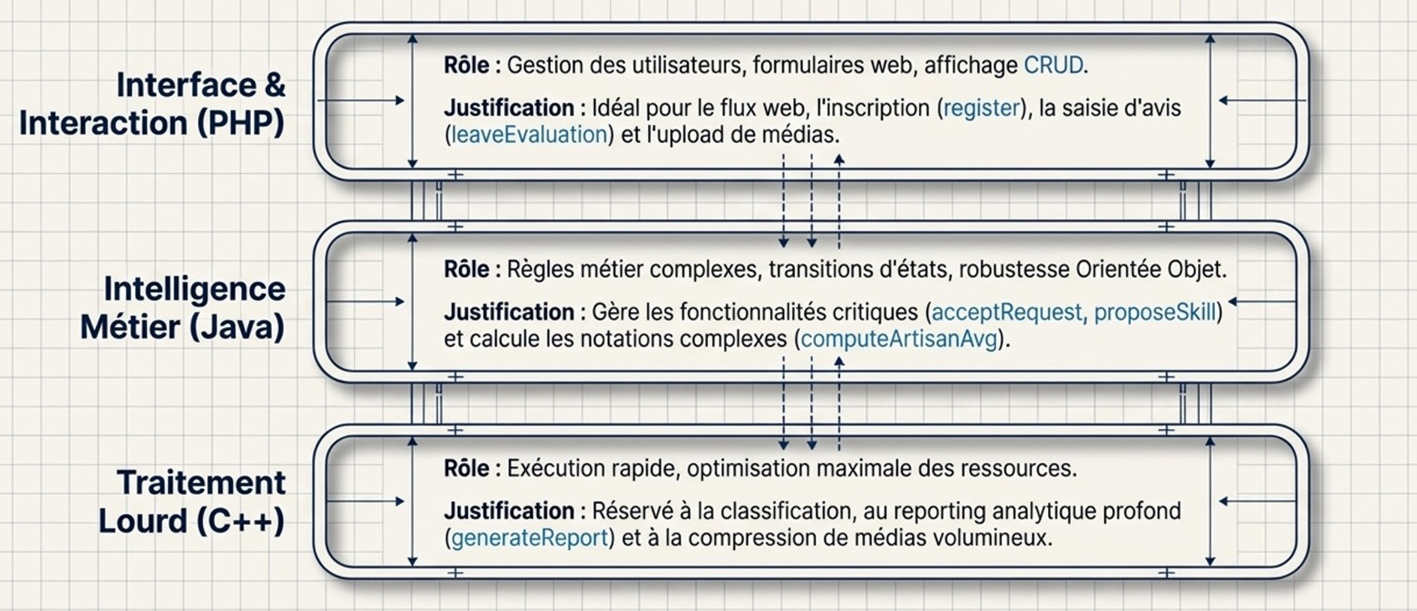 Interface &
Interaction (PHP)
Rôle : Gestion des utilisateurs, formulaires web, affichage CRUD.
Justification : Idéal pour le flux web, l'inscription (register), la saisie d'avis
(leaveEvaluation) et l'upload de médias.
Intelligence
Métier (Java)
Rôle : Règles métier complexes, transitions d'états, robustesse Orientée Objet.
Justification : Gère les fonctionnalités critiques (acceptRequest, proposeSkill)
et calcule les notations complexes (computeArtisanAvg).
Traitement
Lourd (C++)
Rôle : Exécution rapide, optimisation maximale des ressources.
Justification : Réservé à la classification, au reporting analytique profond
(generateReport) et à la compression de médias volumineux.